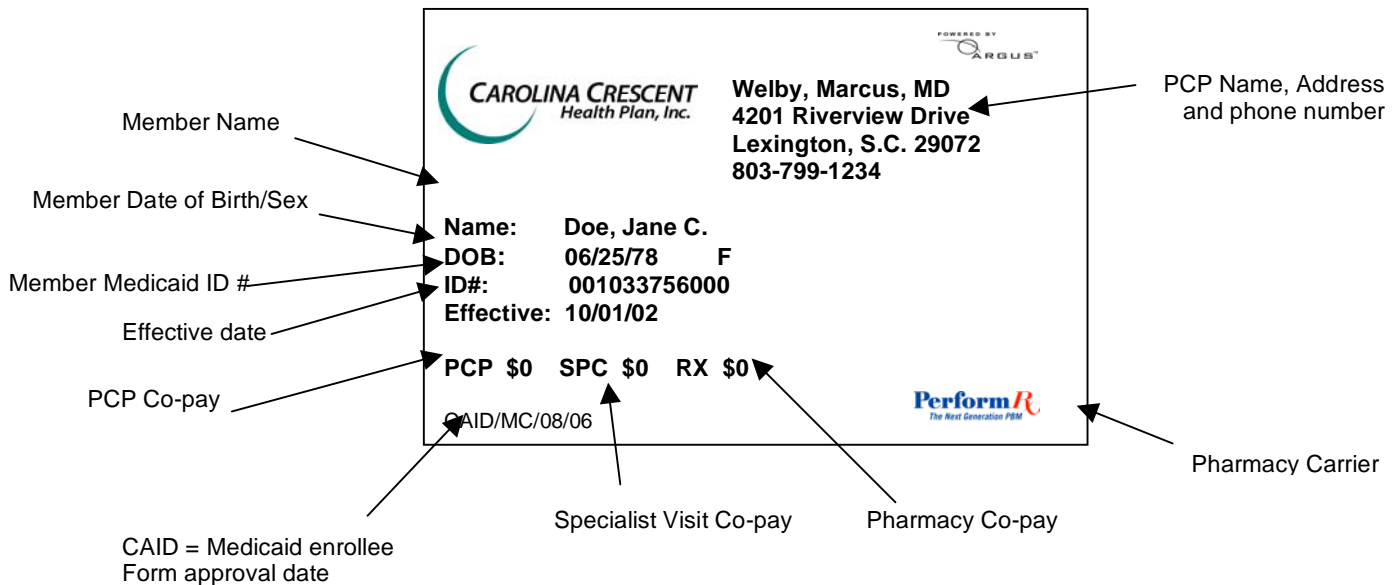 POWERED BY
ARGUS™
CAROLINA CRESCENT
Health Plan, Inc.
Welby, Marcus, MD
4201 Riverview Drive
Lexington, S.C. 29072
803-799-1234
PCP Name, Address
and phone number
Member Name
Member Date of Birth/Sex
Member Medicaid ID #
Effective date
PCP Co-pay
Name: Doe, Jane C.
DOB: 06/25/78 F
ID#: 001033756000
Effective: 10/01/02
PCP $0 SPC $0 RX $0
CAID/MC/08/06
PerformRx
The Next Generation PBM
Pharmacy Carrier
Specialist Visit Co-pay
Pharmacy Co-pay
CAID = Medicaid enrollee
Form approval date